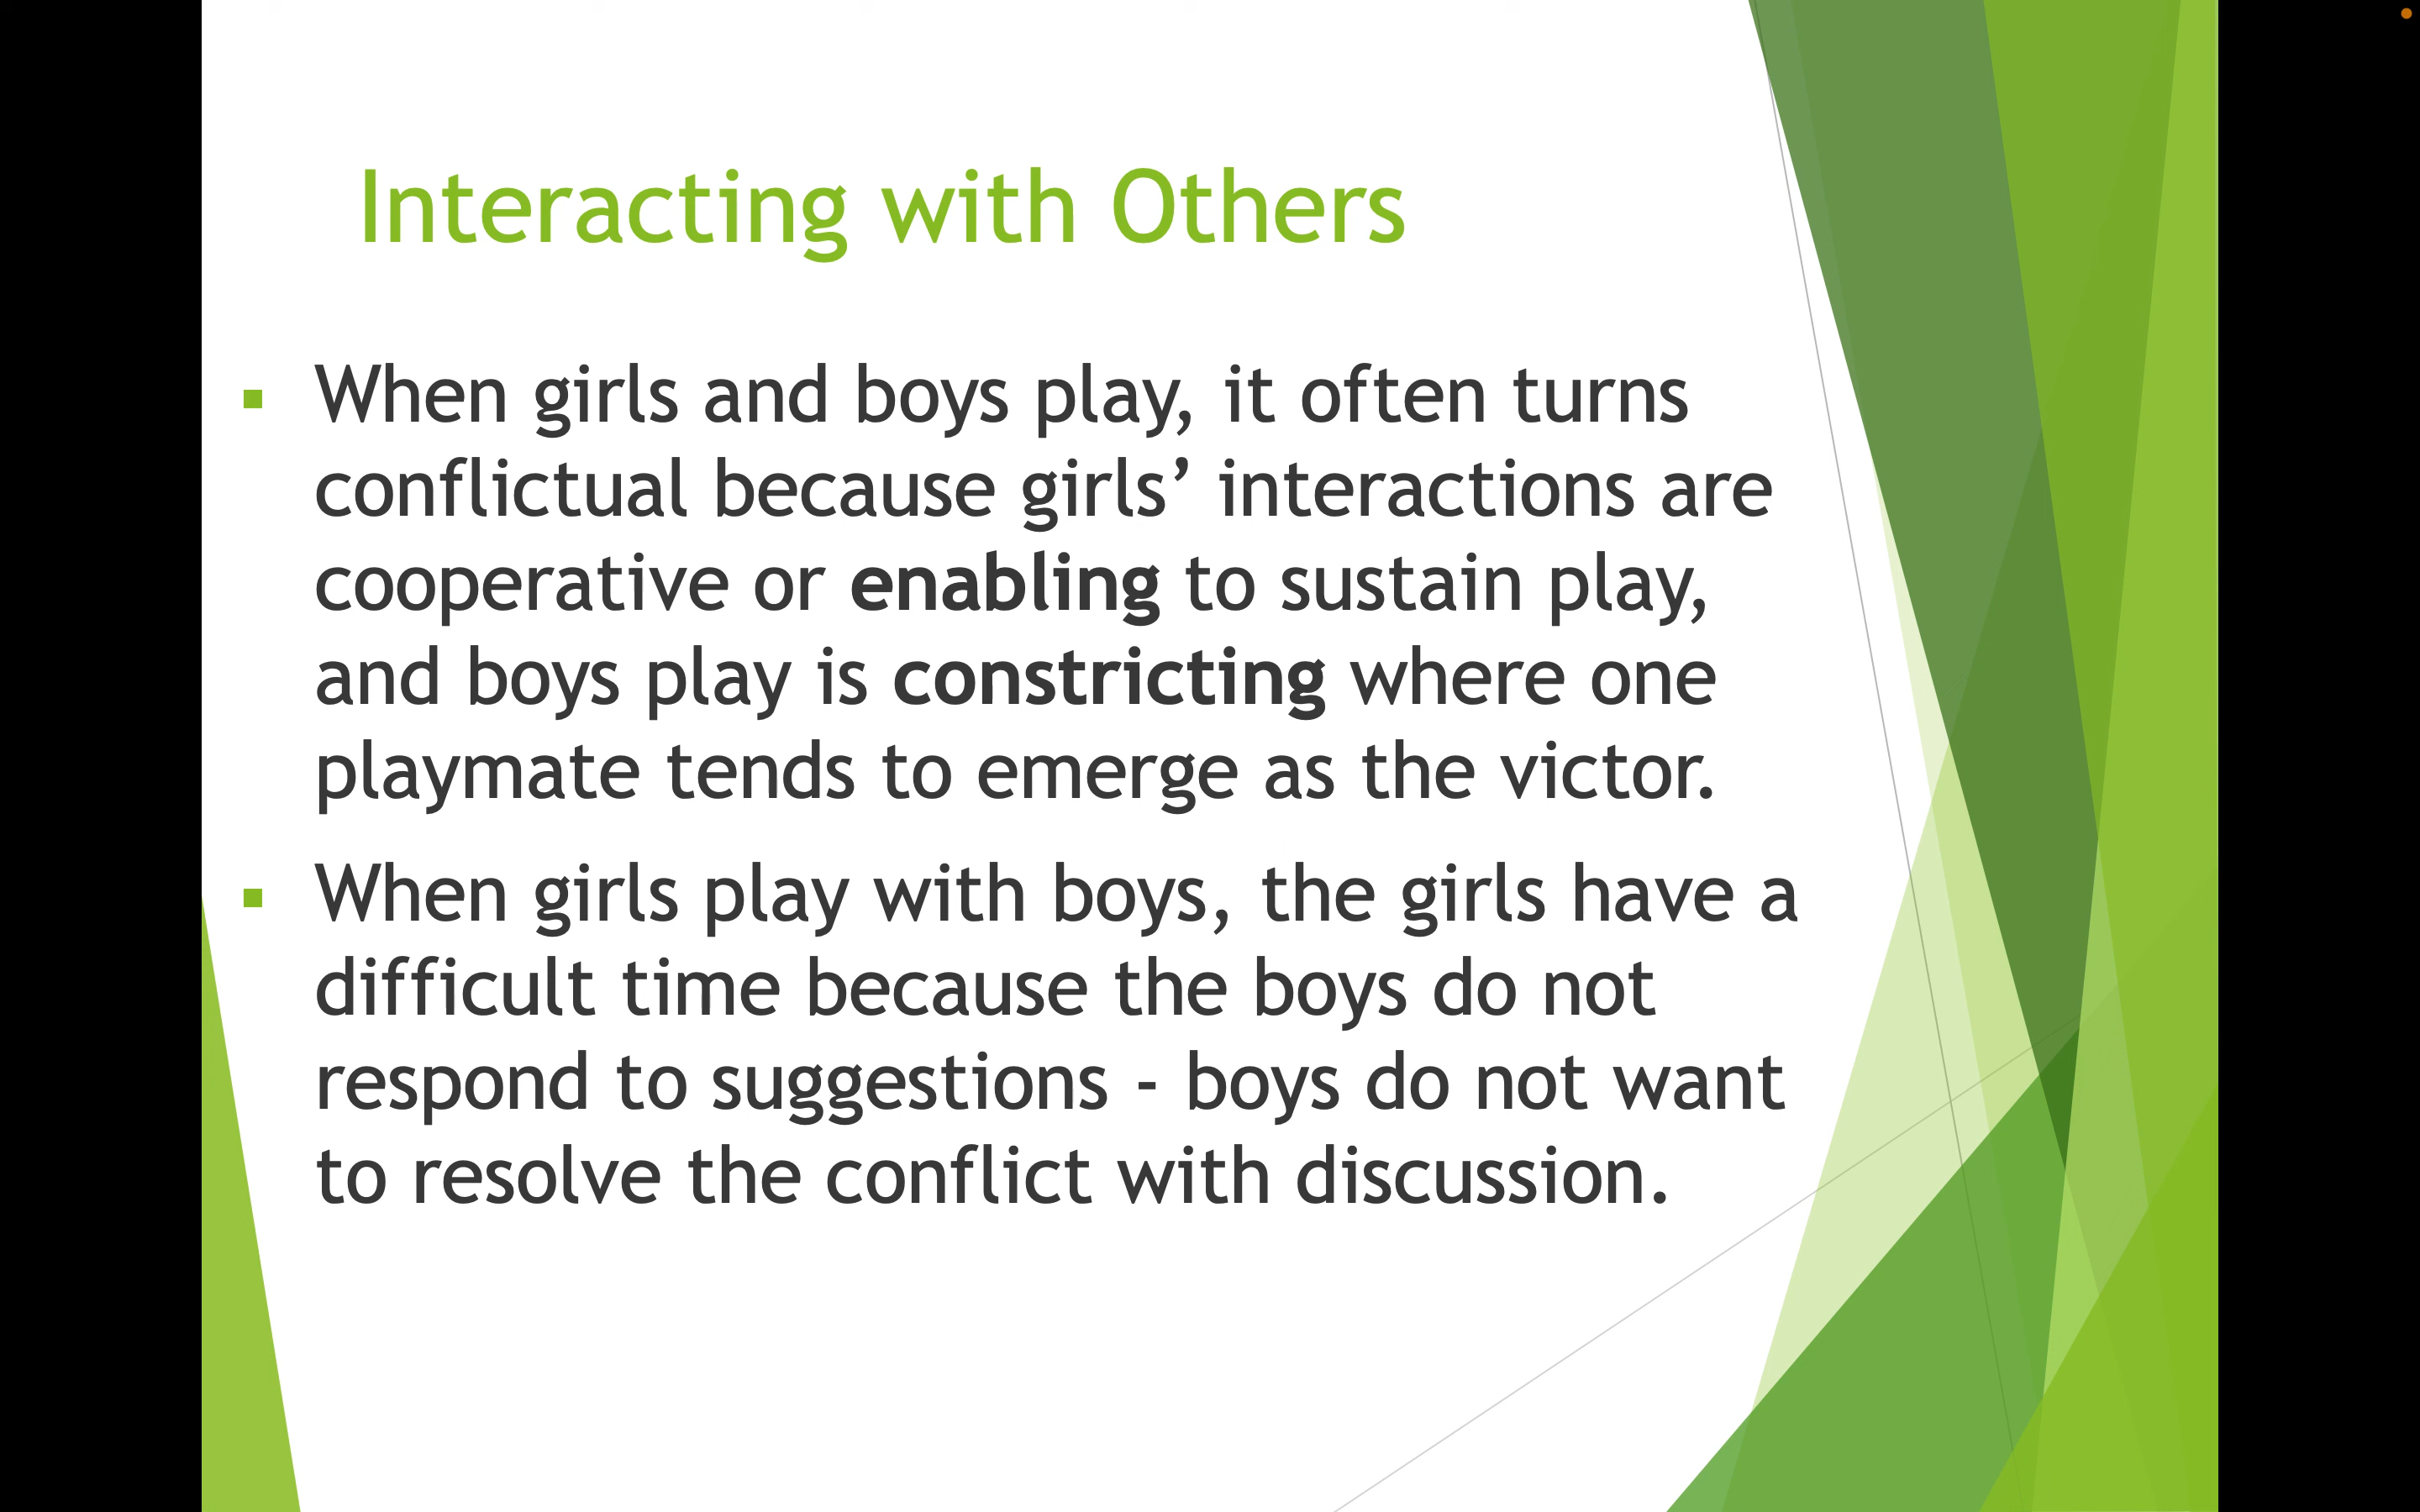 Interacting with Others
When girls and boys play, it often turns
conflictual because girls’ interactions are
cooperative or enabling to sustain play,
and boys play is constricting where one
playmate tends to emerge as the victor.
When girls play with boys, the girls have a
difficult time because the boys do not
respond to suggestions - boys do not want
to resolve the conflict with discussion.